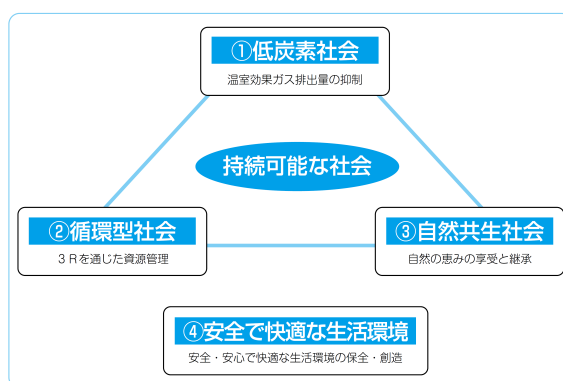 ①低炭素社会
温室効果ガス排出量の抑制
持続可能な社会
②循環型社会
3Rを通じた資源管理
③自然共生社会
自然の恵みの享受と継承
④安全で快適な生活環境
安全・安心で快適な生活環境の保全・創造